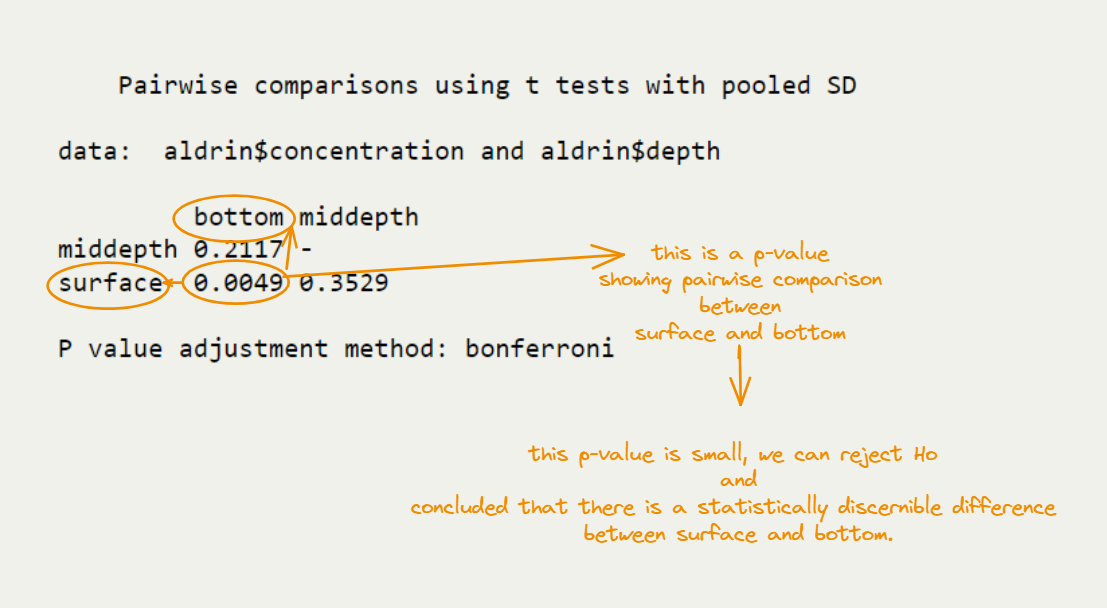 Pairwise comparisons using t tests with pooled SD
data:  aldrin$concentration and aldrin$depth
bottom middepth
middepth 0.2117 -
surface 0.0049 0.3529
P value adjustment method: bonferroni
this is a p-value
showing pairwise comparison
between
surface and bottom
this p-value is small, we can reject Ho
and
concluded that there is a statistically discernible difference
between surface and bottom.